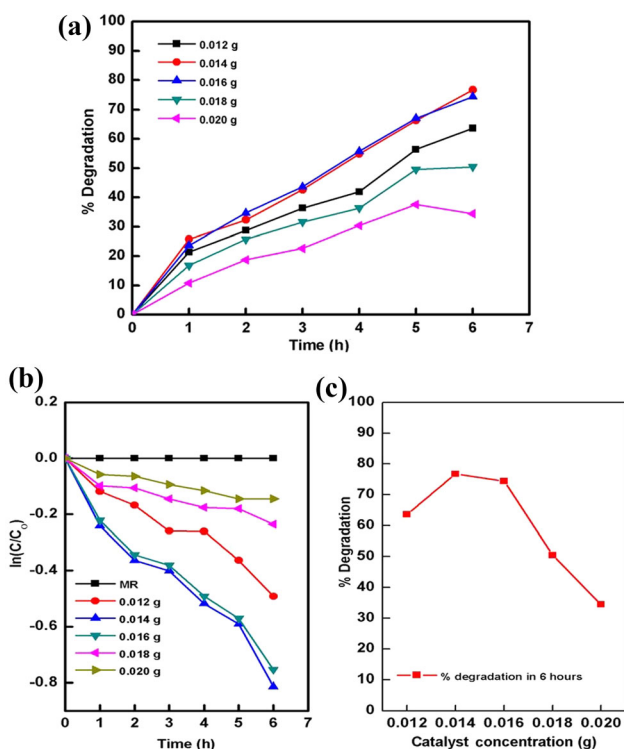 (a)
100
90
80
70
60
50
40
30
20
10
0
% Degradation
0.012 g
0.014 g
0.016 g
0.018 g
0.020 g
0 1 2 3 4 5 6 7
Time (h)
(b)
0.2
0.0
-0.2
-0.4
-0.6
-0.8
ln(C/C₀)
MR
0.012 g
0.014 g
0.016 g
0.018 g
0.020 g
0 1 2 3 4 5 6 7
Time (h)
(c)
100
90
80
70
60
50
40
30
20
10
0
% Degradation
% degradation in 6 hours
0.012 0.014 0.016 0.018 0.020
Catalyst concentration (g)